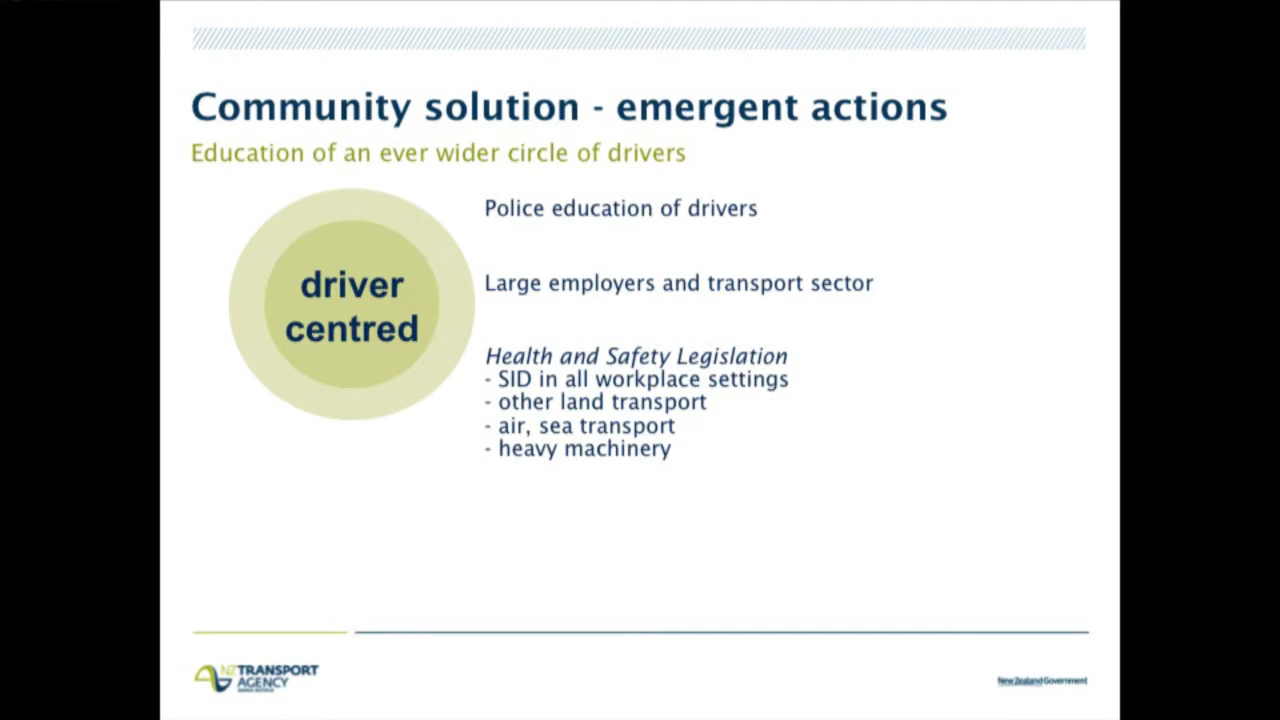 Community solution - emergent actions
Education of an ever wider circle of drivers
driver
centred
Police education of drivers
Large employers and transport sector
Health and Safety Legislation
- SID in all workplace settings
- other land transport
- air, sea transport
- heavy machinery
NZ TRANSPORT
AGENCY
New Zealand Government